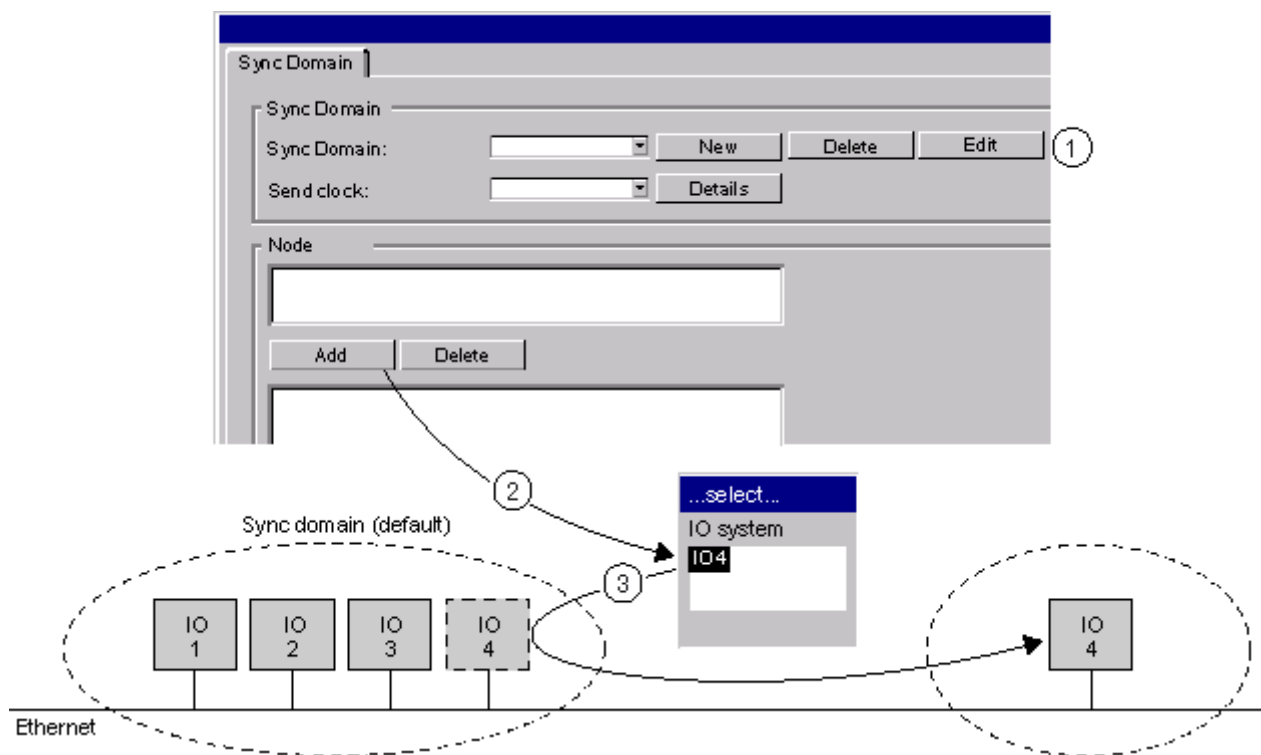 Sync Domain
Sync Domain
Sync Domain: New Delete Edit 1
Send clock: Details
Node
Add Delete
2
...select...
IO system
IO4
3
Sync domain (default)
IO 1
IO 2
IO 3
IO 4
IO 4
Ethernet